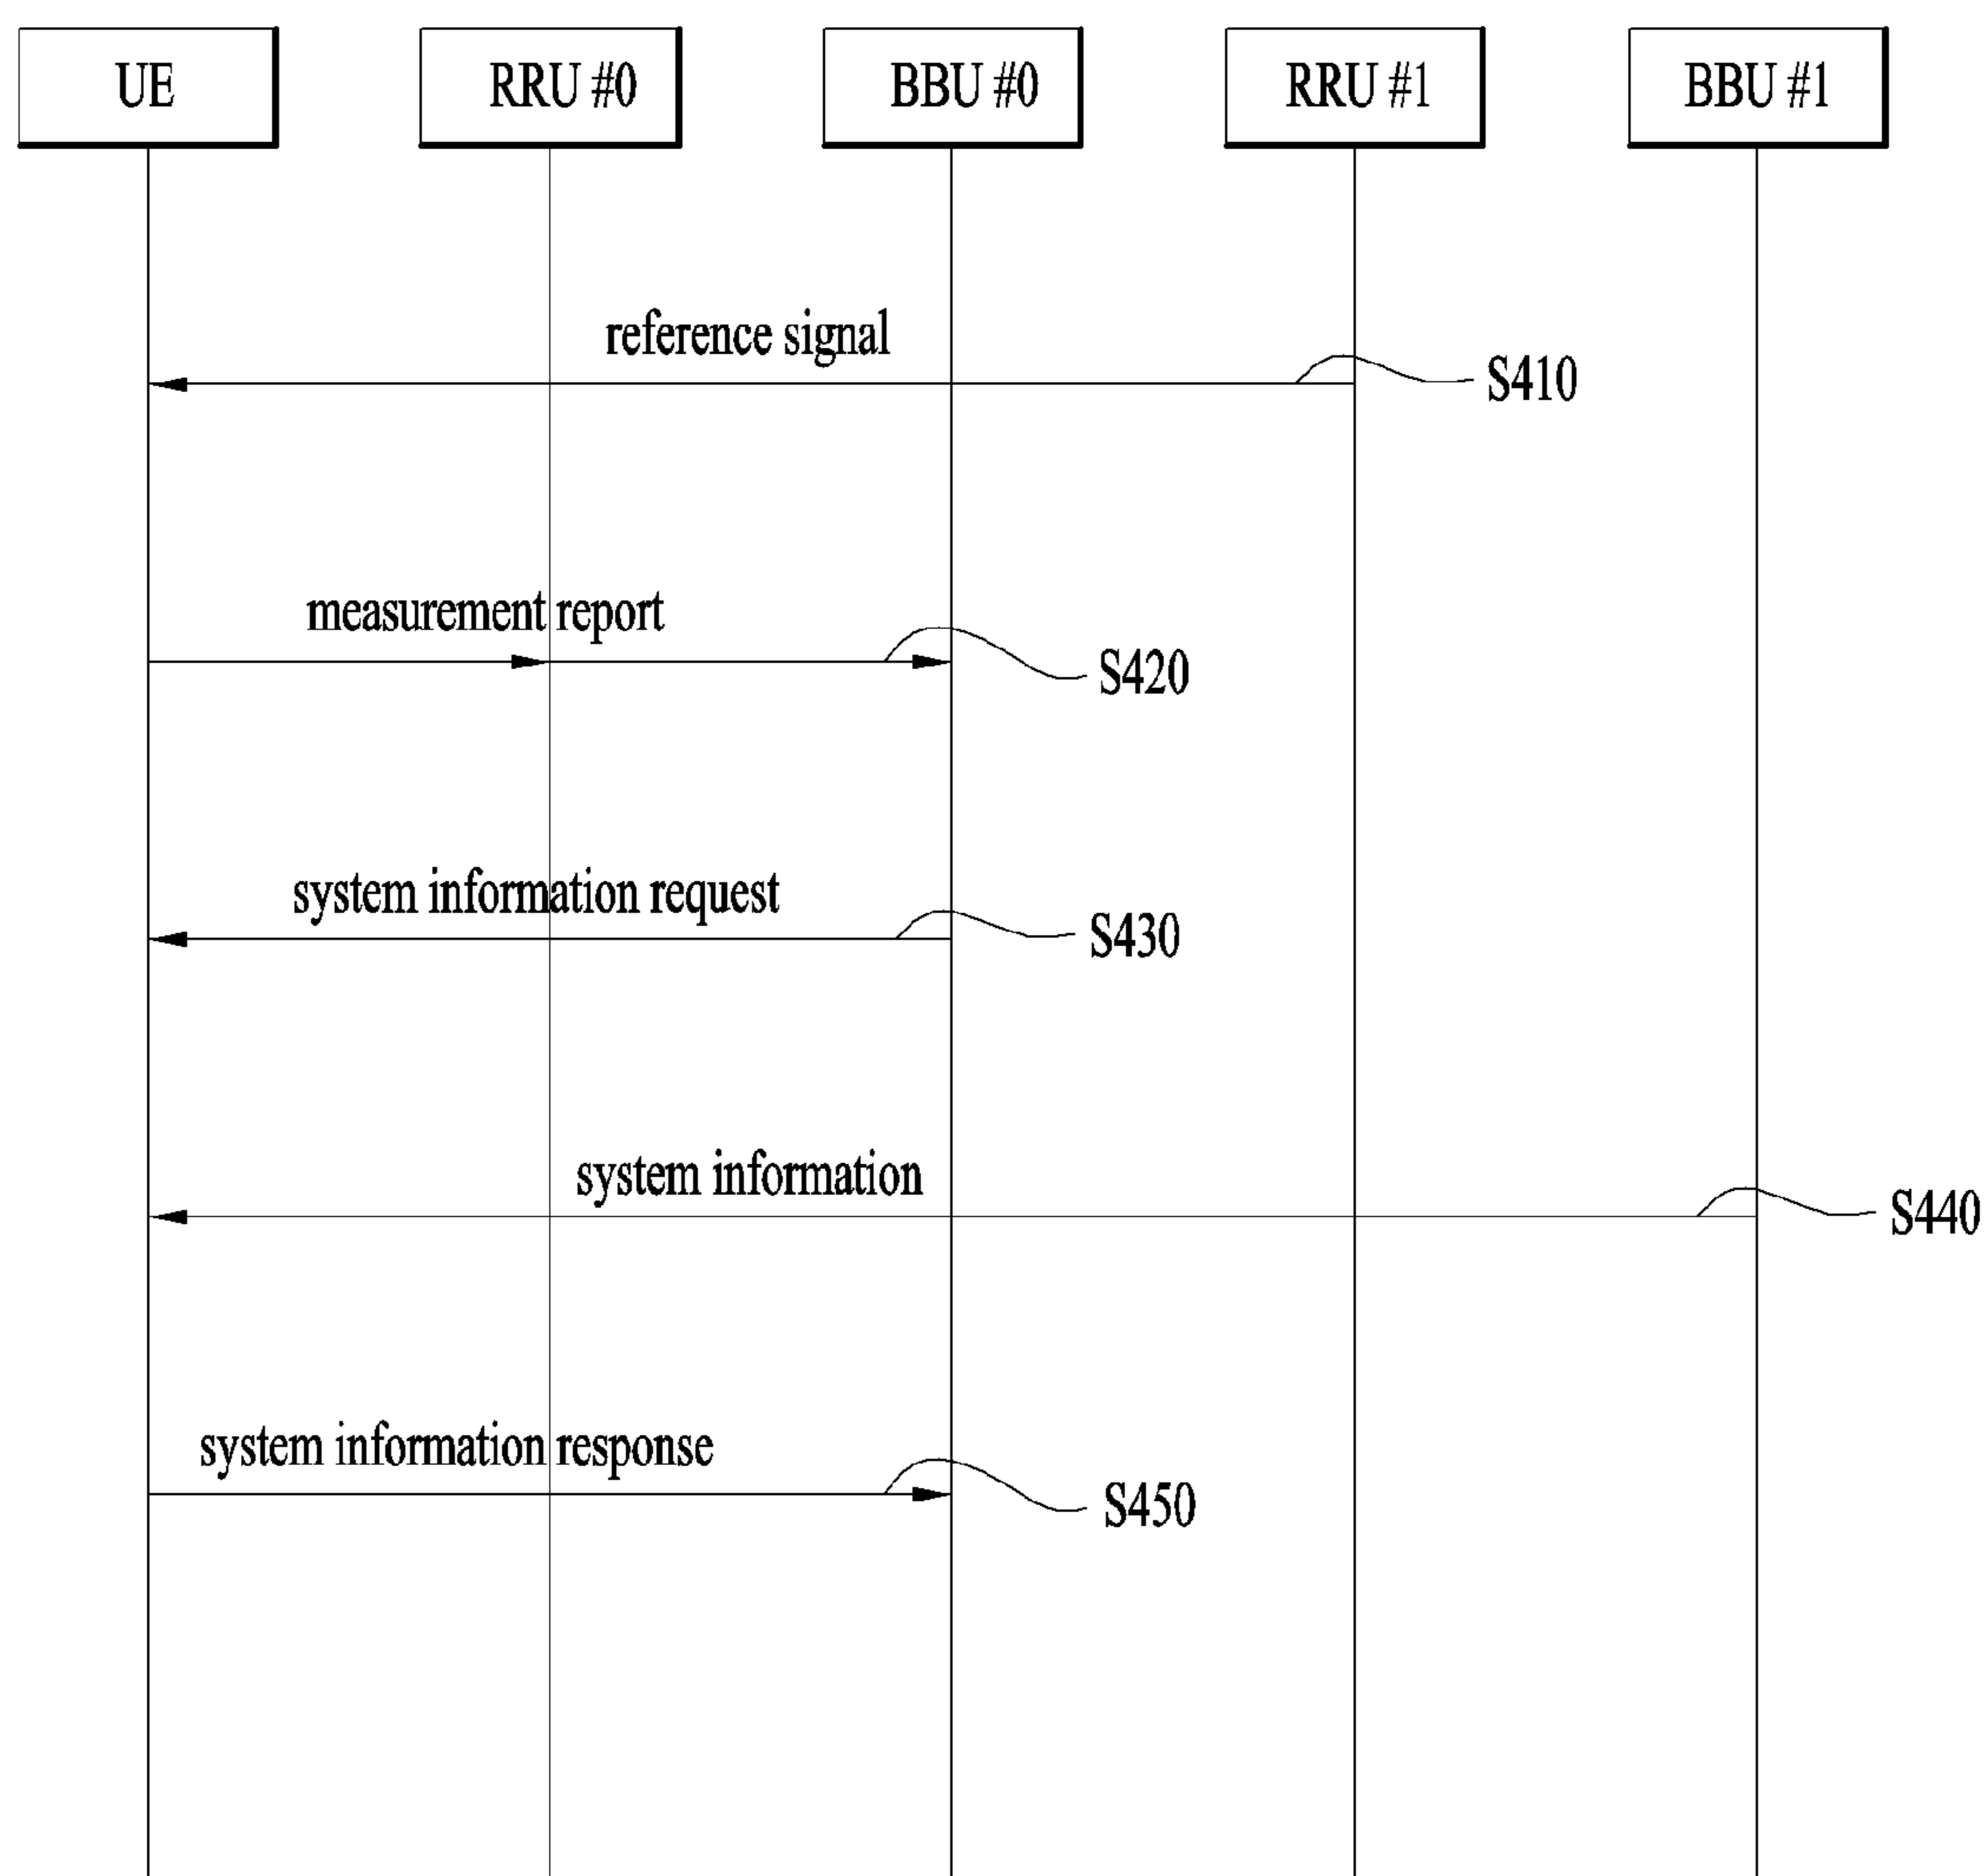 UE
RRU #0
BBU #0
RRU #1
BBU #1
reference signal
S410
measurement report
S420
system information request
S430
system information
S440
system information response
S450